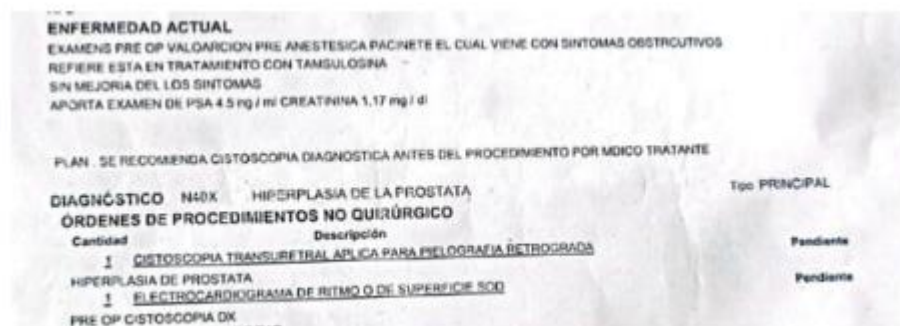 ENFERMEDAD ACTUAL
EXAMENS PRE OP VALOARCION PRE ANESTESICA PACINETE EL CUAL VIENE CON SINTOMAS OBSTRCUTIVOS
REFIERE ESTA EN TRATAMIENTO CON TAMSULOSINA
SIN MEJORIA DEL LOS SINTOMAS
APORTA EXAMEN DE PSA 4.5 ng / ml CREATININA 1.17 mg / dl
PLAN . SE RECOMIENDA CISTOSCOPIA DIAGNOSTICA ANTES DEL PROCEDIMIENTO POR MDICO TRATANTE
DIAGNÓSTICO N40X HIPERPLASIA DE LA PROSTATA Tipo PRINCIPAL
ÓRDENES DE PROCEDIMIENTOS NO QUIRÚRGICO
Cantidad Descripción
1 CISTOSCOPIA TRANSURETRAL APLICA PARA PIELOGRAFIA RETROGRADA Pendiente
HIPERPLASIA DE PROSTATA
1 ELECTROCARDIOGRAMA DE RITMO O DE SUPERFICIE SOD Pendiente
PRE OP CISTOSCOPIA DX